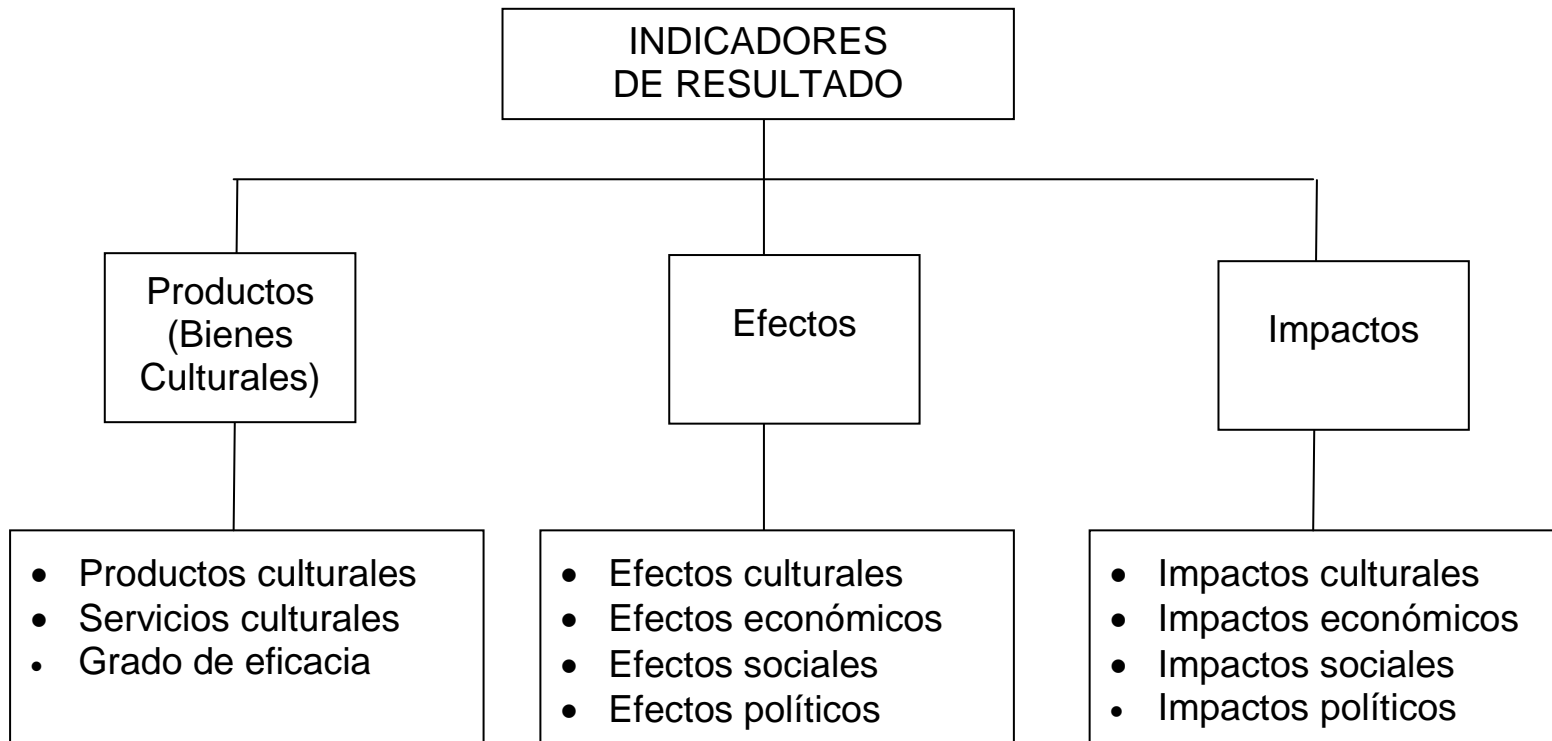 INDICADORES
DE RESULTADO
Productos
(Bienes
Culturales)
Efectos
Impactos
• Productos culturales
• Servicios culturales
• Grado de eficacia
• Efectos culturales
• Efectos económicos
• Efectos sociales
• Efectos políticos
• Impactos culturales
• Impactos económicos
• Impactos sociales
• Impactos políticos